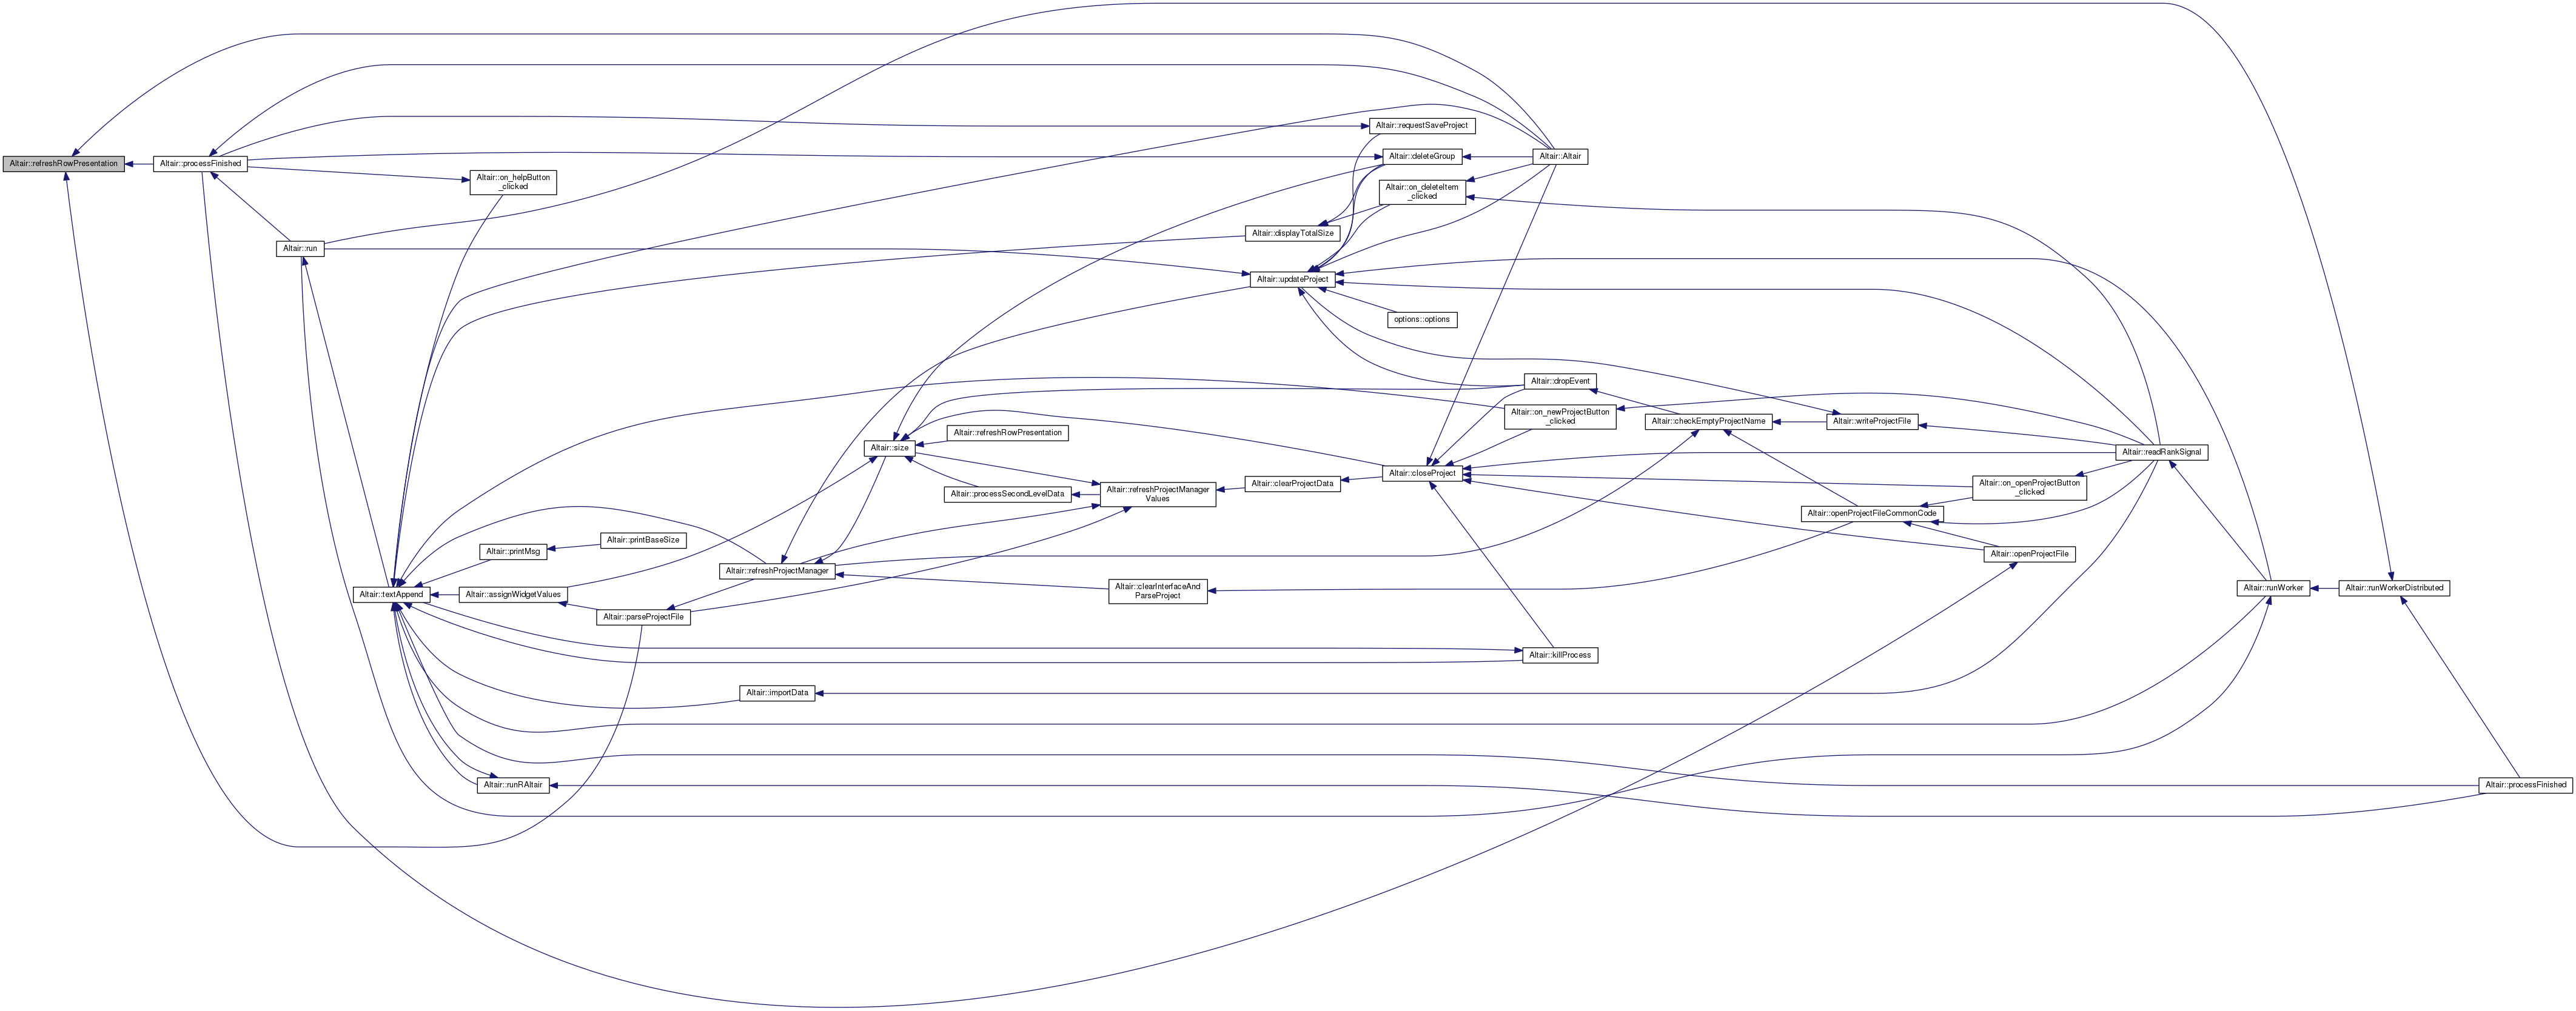 Altair::refreshRowPresentation
Altair::processFinished
Altair::on_helpButton
_clicked
Altair::run
Altair::textAppend
Altair::printMsg
Altair::printBaseSize
Altair::assignWidgetValues
Altair::parseProjectFile
Altair::refreshProjectManager
Altair::importData
Altair::runRAltair
Altair::size
Altair::refreshRowPresentation
Altair::processSecondLevelData
Altair::refreshProjectManager
Values
Altair::clearInterfaceAnd
ParseProject
Altair::clearProjectData
Altair::displayTotalSize
Altair::updateProject
Altair::requestSaveProject
Altair::deleteGroup
Altair::on_deleteItem
_clicked
options::options
Altair::closeProject
Altair::Altair
Altair::dropEvent
Altair::on_newProjectButton
_clicked
Altair::killProcess
Altair::checkEmptyProjectName
Altair::writeProjectFile
Altair::openProjectFileCommonCode
Altair::on_openProjectButton
_clicked
Altair::openProjectFile
Altair::readRankSignal
Altair::runWorker
Altair::runWorkerDistributed
Altair::processFinished